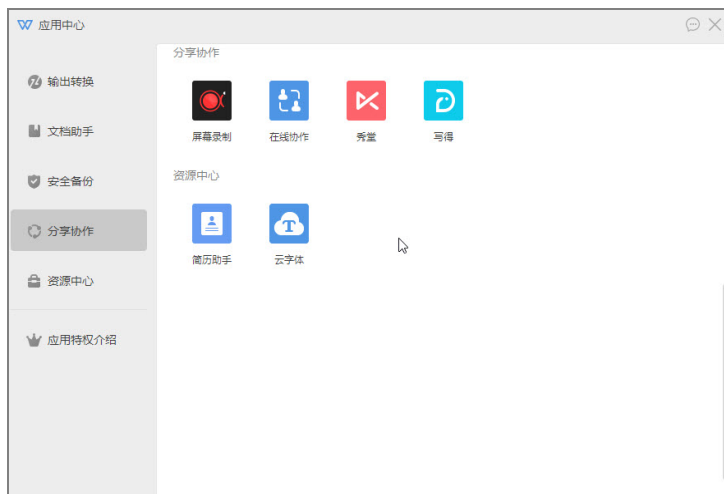 应用中心
输出转换
文档助手
安全备份
分享协作
资源中心
应用特权介绍
分享协作
屏幕录制
在线协作
秀堂
写得
资源中心
简历助手
云字体